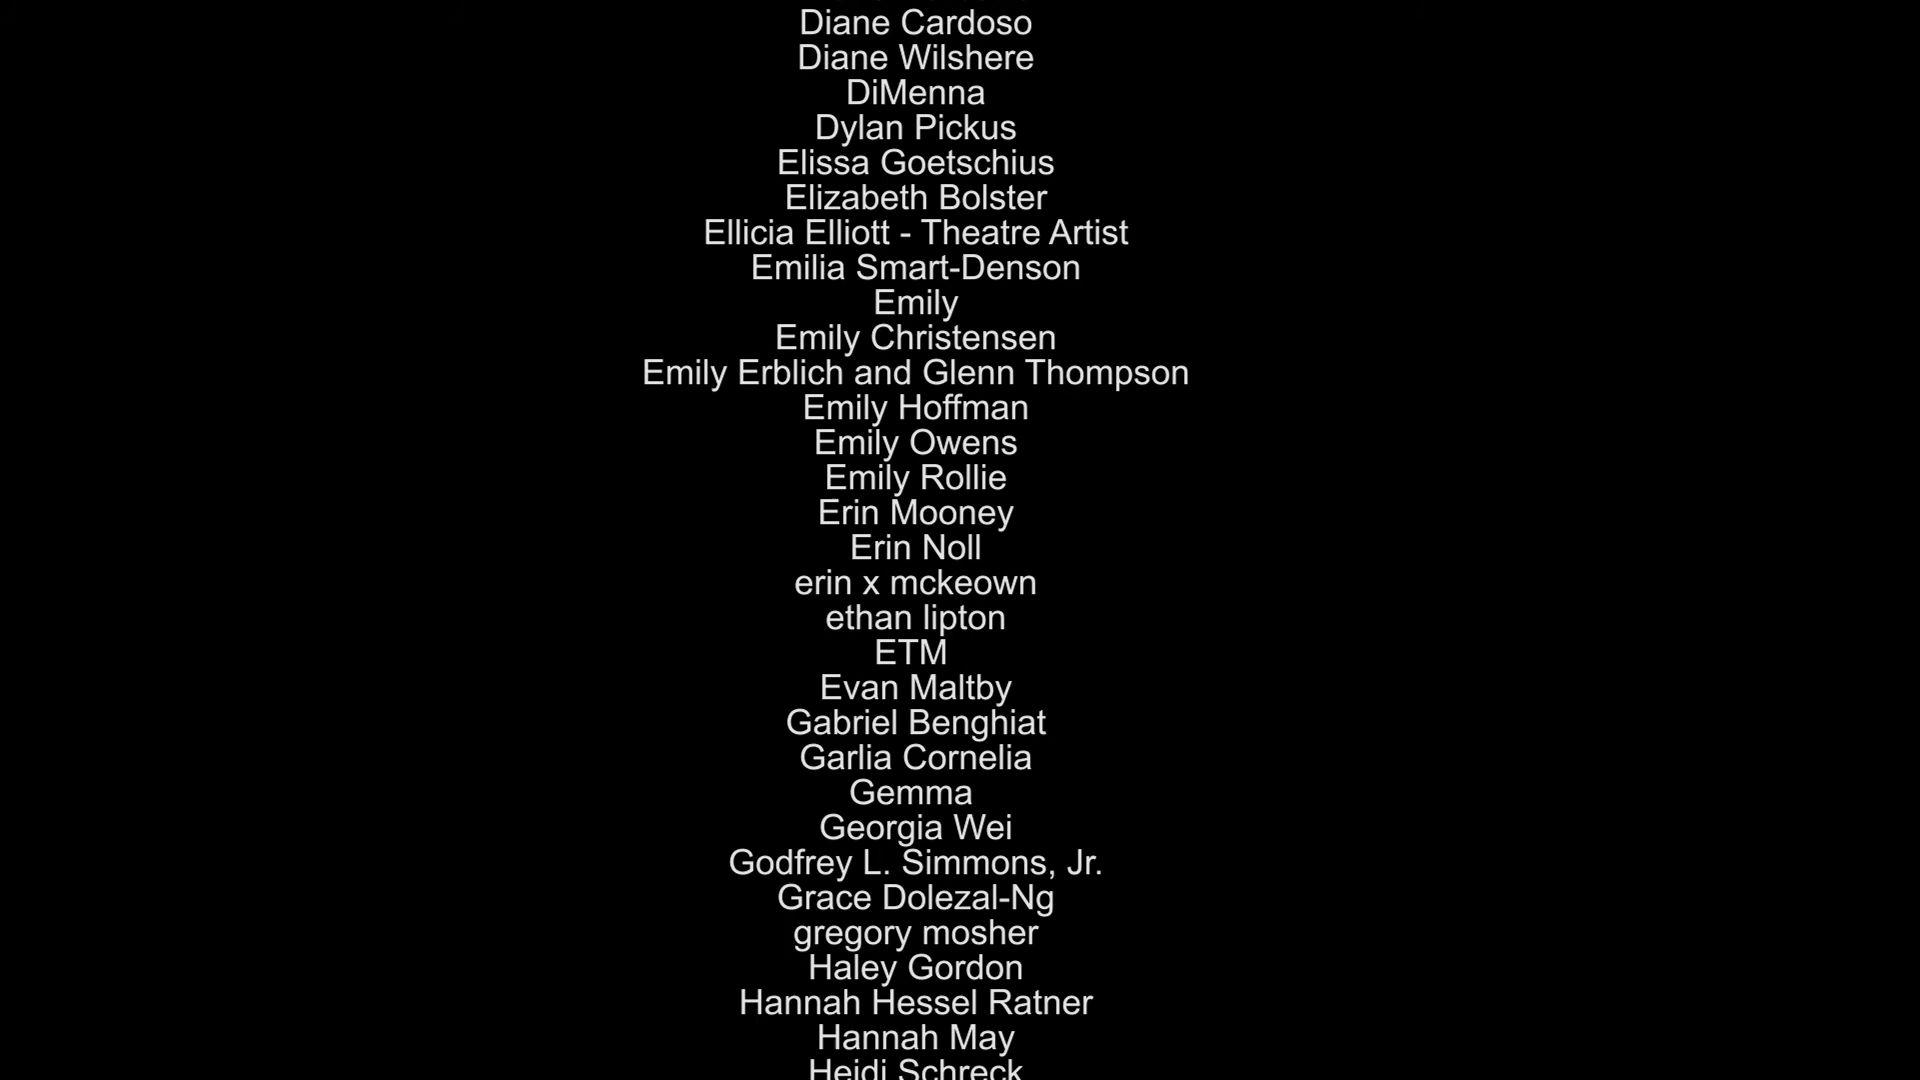 Diane Cardoso
Diane Wilshere
DiMenna
Dylan Pickus
Elissa Goetschius
Elizabeth Bolster
Ellicia Elliott - Theatre Artist
Emilia Smart-Denson
Emily
Emily Christensen
Emily Erblich and Glenn Thompson
Emily Hoffman
Emily Owens
Emily Rollie
Erin Mooney
Erin Noll
erin x mckeown
ethan lipton
ETM
Evan Maltby
Gabriel Benghiat
Garlia Cornelia
Gemma
Georgia Wei
Godfrey L. Simmons, Jr.
Grace Dolezal-Ng
gregory mosher
Haley Gordon
Hannah Hessel Ratner
Hannah May
Heidi Schreck